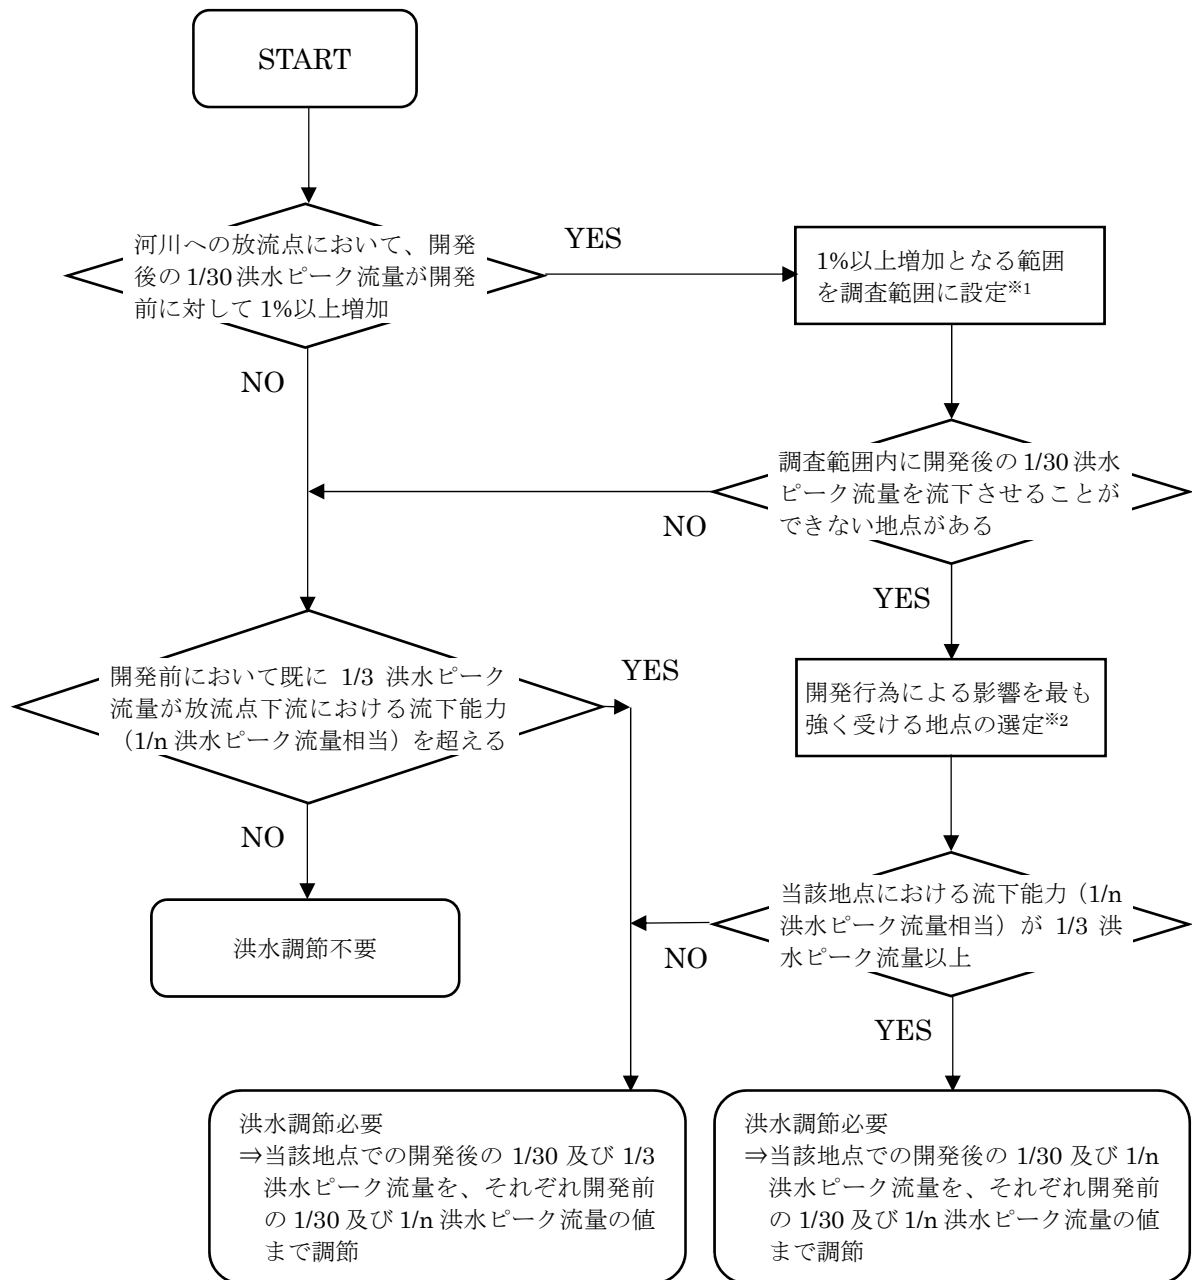 START
河川への放流点において、開発
後の 1/30 洪水ピーク流量が開発
前に対して 1%以上増加
YES
1%以上増加となる範囲
を調査範囲に設定※1
NO
調査範囲内に開発後の 1/30 洪水
ピーク流量を流下させることが
できない地点がある
NO
YES
開発前において既に 1/3 洪水ピーク
流量が放流点下流における流下能力
（1/n 洪水ピーク流量相当）を超える
YES
開発行為による影響を最も
強く受ける地点の選定※2
NO
当該地点における流下能力（1/n
洪水ピーク流量相当）が 1/3 洪
水ピーク流量以上
NO
YES
洪水調節不要
洪水調節必要
⇒当該地点での開発後の 1/30 及び 1/3
洪水ピーク流量を、それぞれ開発前
の 1/30 及び 1/n 洪水ピーク流量の値
まで調節
洪水調節必要
⇒当該地点での開発後の 1/30 及び 1/n
洪水ピーク流量を、それぞれ開発前
の 1/30 及び 1/n 洪水ピーク流量の値
まで調節